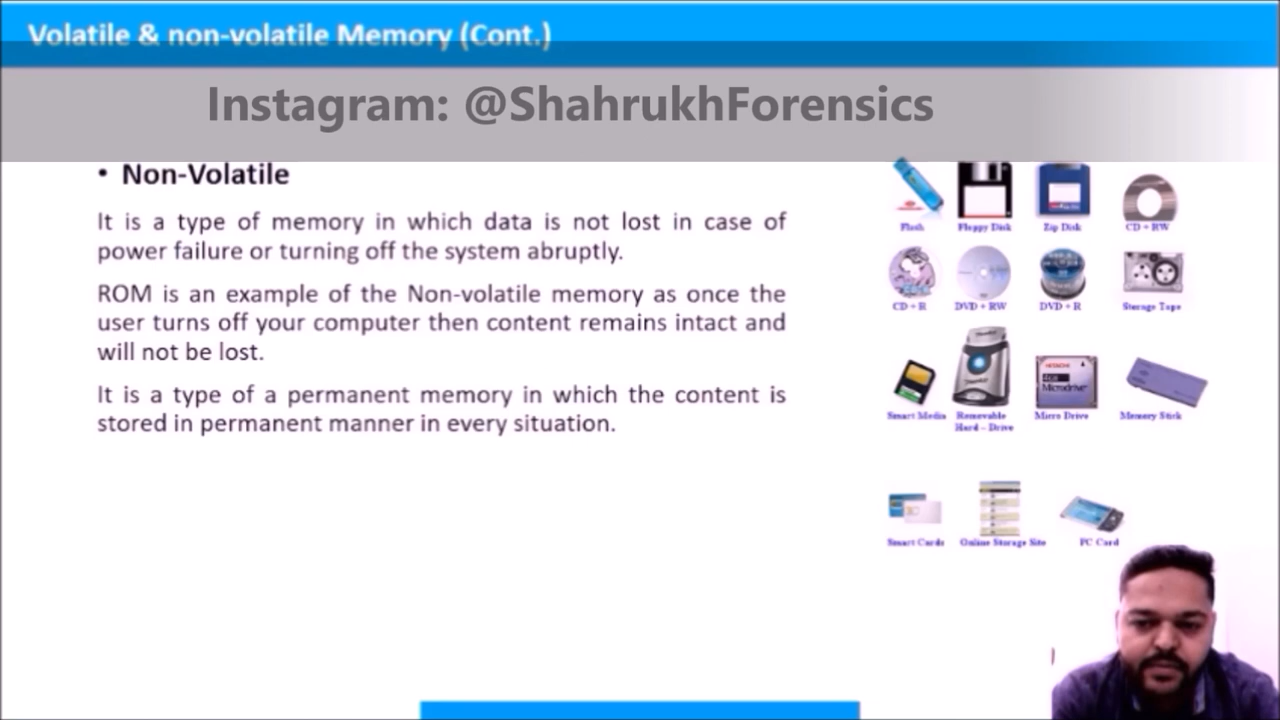 Volatile & non-volatile Memory (Cont.)
Instagram: @ShahrukhForensics
• Non-Volatile
It is a type of memory in which data is not lost in case of
power failure or turning off the system abruptly.
ROM is an example of the Non-volatile memory as once the
user turns off your computer then content remains intact and
will not be lost.
It is a type of a permanent memory in which the content is
stored in permanent manner in every situation.
Flash Floppy Disk Zip Disk CD + RW
CD + R DVD + RW DVD + R Storage Tape
HITACHI
Microdrive
Smart Media Removable Micro Drive Memory Stick
Hard - Drive
Smart Cards Online Storage Site PC Card